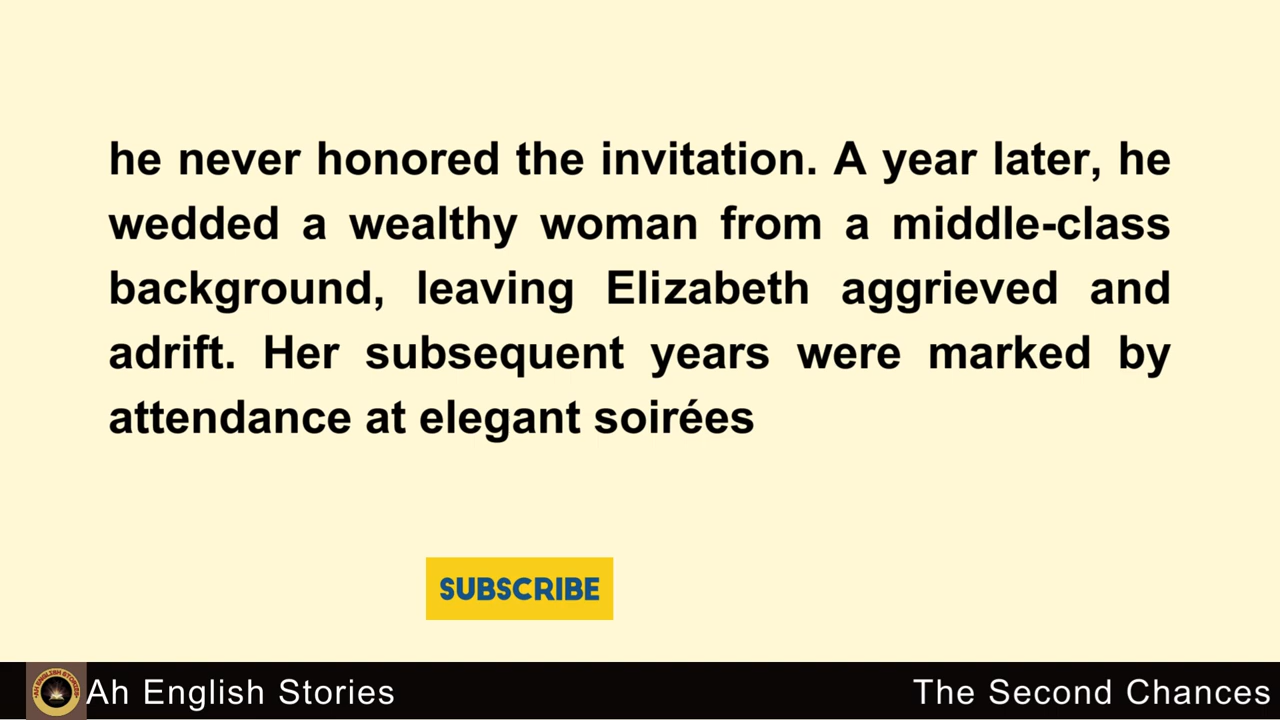 he never honored the invitation. A year later, he
wedded a wealthy woman from a middle-class
background, leaving Elizabeth aggrieved and
adrift. Her subsequent years were marked by
attendance at elegant soirées
SUBSCRIBE
Ah English Stories
The Second Chances